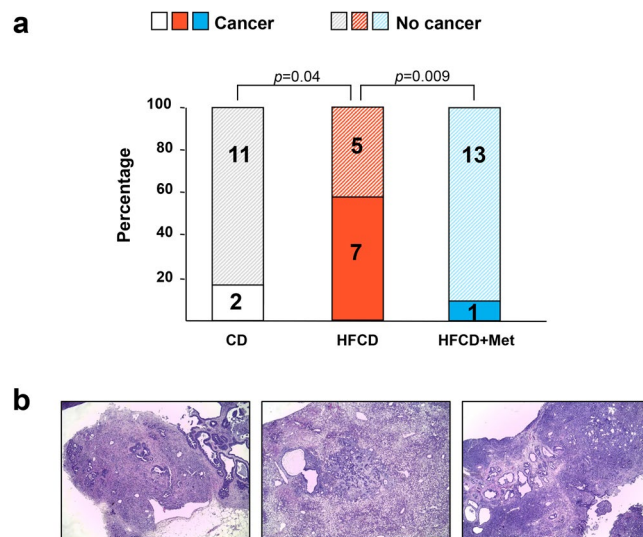 a
Cancer No cancer
p=0.04 p=0.009
Percentage
100
80
60
40
20
11 5 13
2 7 1
CD HFCD HFCD+Met
b